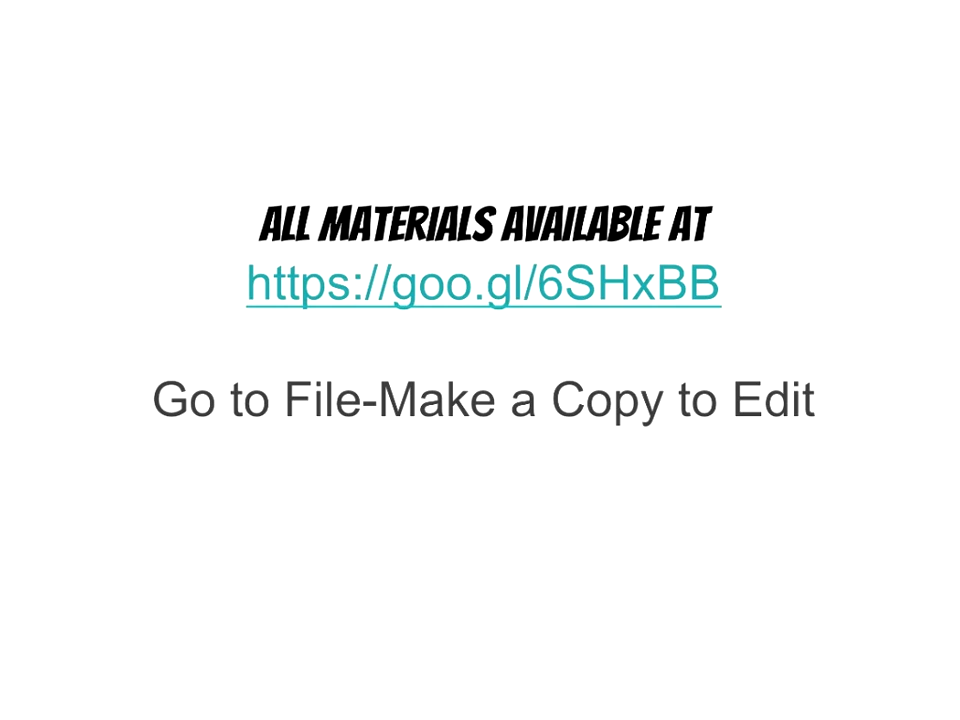 ALL MATERIALS AVAILABLE AT
https://goo.gl/6SHxBB
Go to File-Make a Copy to Edit